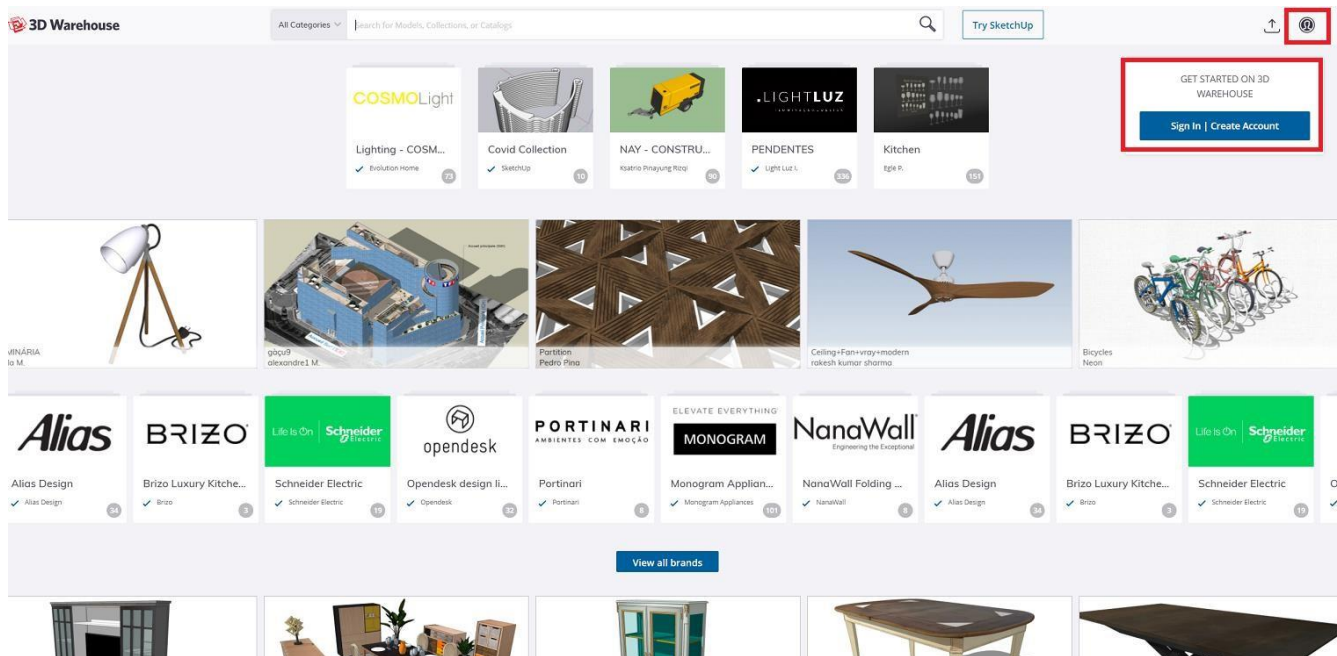 3D Warehouse
All Categories
Search for Models, Collections, or Catalogs
Try SketchUp
GET STARTED ON 3D
WAREHOUSE
Sign In | Create Account
COSMOLight
.LIGHTLUZ
Lighting - COSM...
Evolution Home
73
Covid Collection
SketchUp
10
NAY - CONSTRU...
Ksatrio Pinayung Rizqi
90
PENDENTES
Light Luz I.
336
Kitchen
Egle P.
151
MINÁRIA
la M.
gàçu9
alexandre1 M.
Partition
Pedro Pina
Ceiling+Fan+vray+modern
rakesh kumar sharma
Bicycles
Neon
Alias
BRIZO
Life Is On | Schneider
Electric
opendesk
PORTINARI
AMBIENTES COM EMOÇÃO
ELEVATE EVERYTHING
MONOGRAM
NanaWall
Engineering the Exceptional
Alias
BRIZO
Life Is On | Schneider
Electric
Alias Design
Alias Design
34
Brizo Luxury Kitche...
Brizo
3
Schneider Electric
Schneider Electric
19
Opendesk design li...
Opendesk
32
Portinari
Portinari
8
Monogram Applian...
Monogram Appliances
101
NanaWall Folding ...
NanaWall
8
Alias Design
Alias Design
34
Brizo Luxury Kitche...
Brizo
3
Schneider Electric
Schneider Electric
19
View all brands